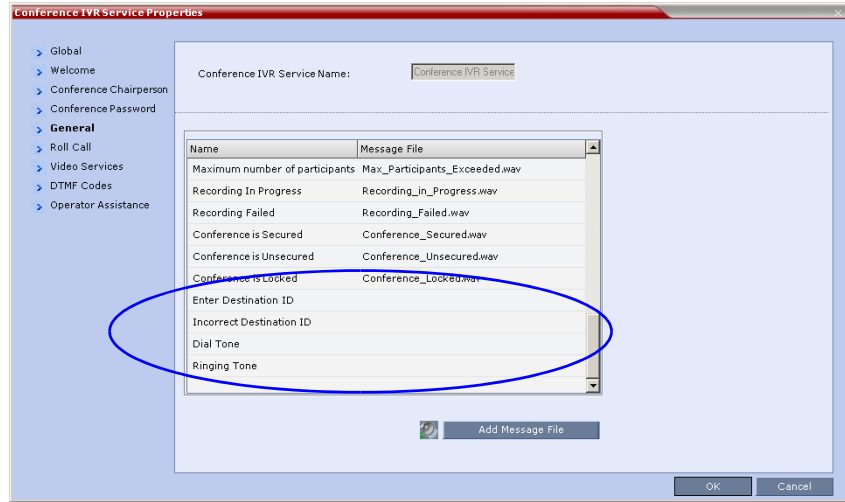 Conference IVR Service Properties
Global
Welcome
Conference Chairperson
Conference Password
General
Roll Call
Video Services
DTMF Codes
Operator Assistance
Conference IVR Service Name: Conference IVR Service
Name Message File
Maximum number of participants Max_Participants_Exceeded.wav
Recording In Progress Recording_in_Progress.wav
Recording Failed Recording_Failed.wav
Conference is Secured Conference_Secured.wav
Conference is Unsecured Conference_Unsecured.wav
Conference is Locked Conference_Locked.wav
Enter Destination ID
Incorrect Destination ID
Dial Tone
Ringing Tone
Add Message File
OK Cancel